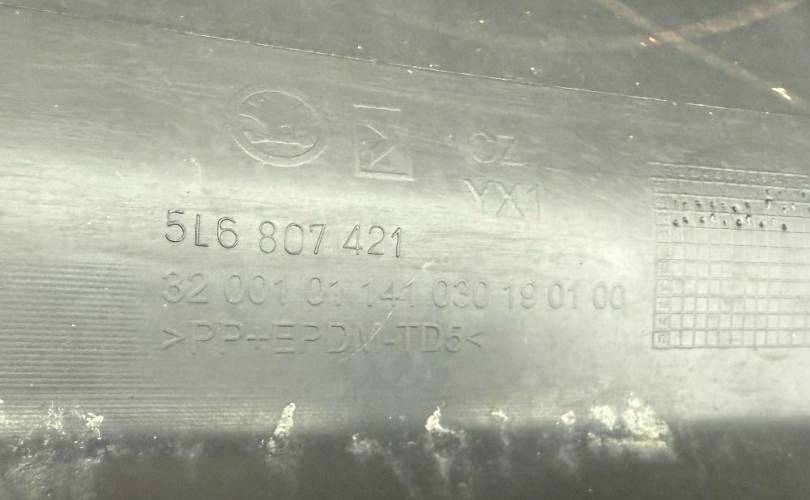 CZ
YX1
5L6 807 421
32 001 01 141 030 19 01 00
>PP+EPDM-TD5<